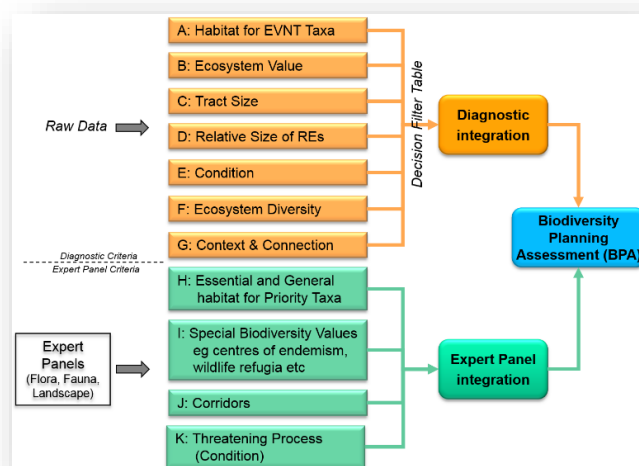 A: Habitat for EVNT Taxa
B: Ecosystem Value
C: Tract Size
Raw Data
D: Relative Size of REs
E: Condition
F: Ecosystem Diversity
G: Context & Connection
Decision Filter Table
Diagnostic
integration
Biodiversity
Planning
Assessment (BPA)
Diagnostic Criteria
Expert Panel Criteria
H: Essential and General
habitat for Priority Taxa
Expert
Panels
(Flora, Fauna,
Landscape)
I: Special Biodiversity Values
eg centres of endemism,
wildlife refugia etc
J: Corridors
K: Threatening Process
(Condition)
Expert Panel
integration